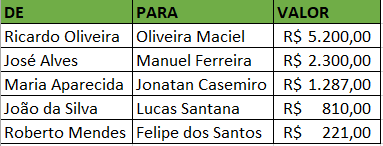 DE PARA VALOR
Ricardo Oliveira Oliveira Maciel R$ 5.200,00
José Alves Manuel Ferreira R$ 2.300,00
Maria Aparecida Jonatan Casemiro R$ 1.287,00
João da Silva Lucas Santana R$ 810,00
Roberto Mendes Felipe dos Santos R$ 221,00